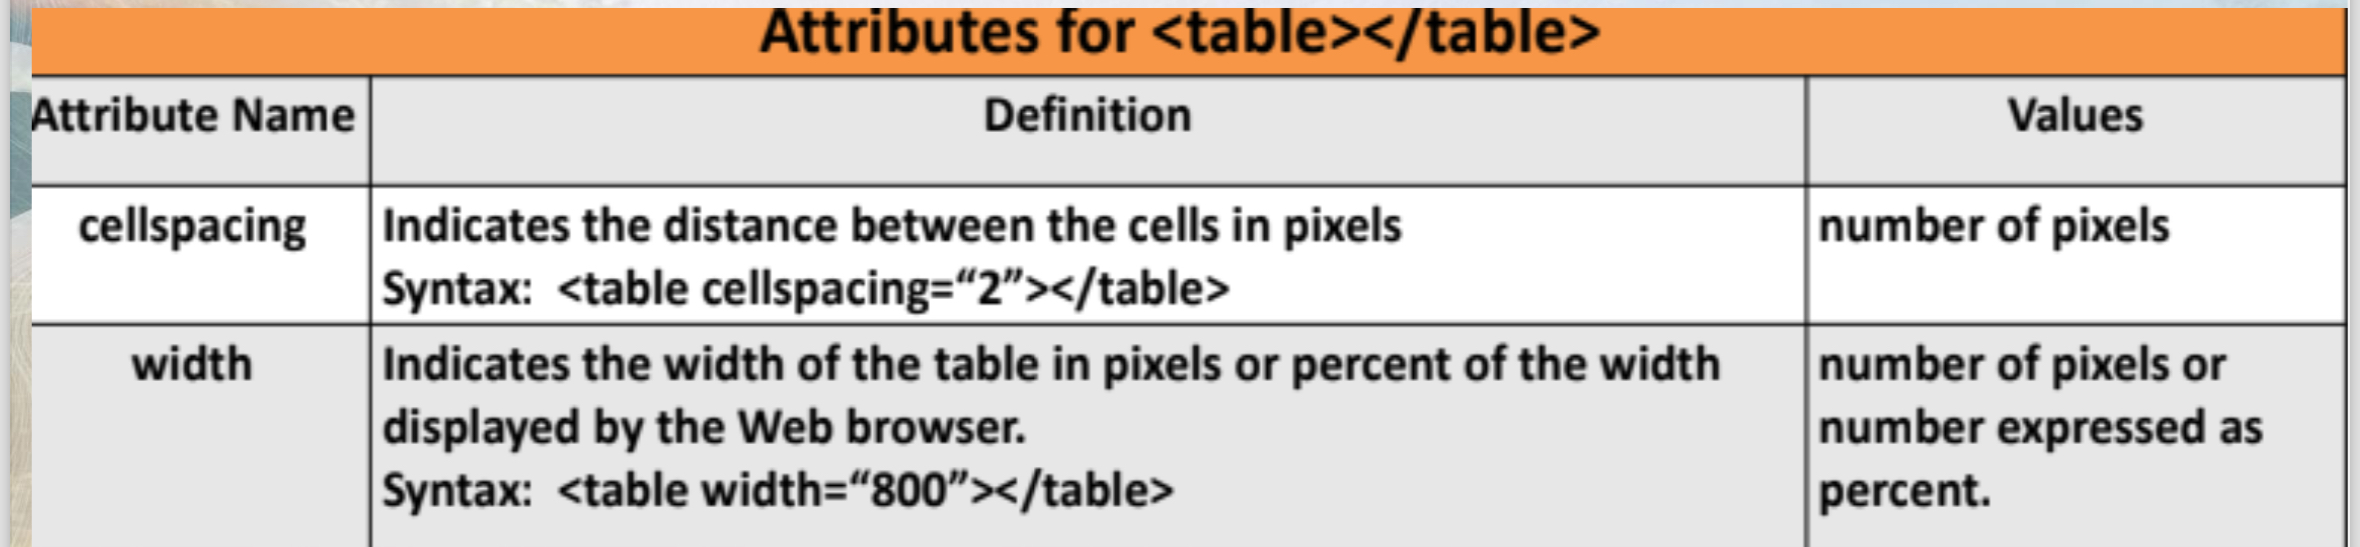 Attributes for <table></table>
Attribute Name
Definition
Values
cellspacing
Indicates the distance between the cells in pixels
Syntax:  <table cellspacing=“2”></table>
number of pixels
width
Indicates the width of the table in pixels or percent of the width
displayed by the Web browser.
Syntax:  <table width=“800”></table>
number of pixels or
number expressed as
percent.